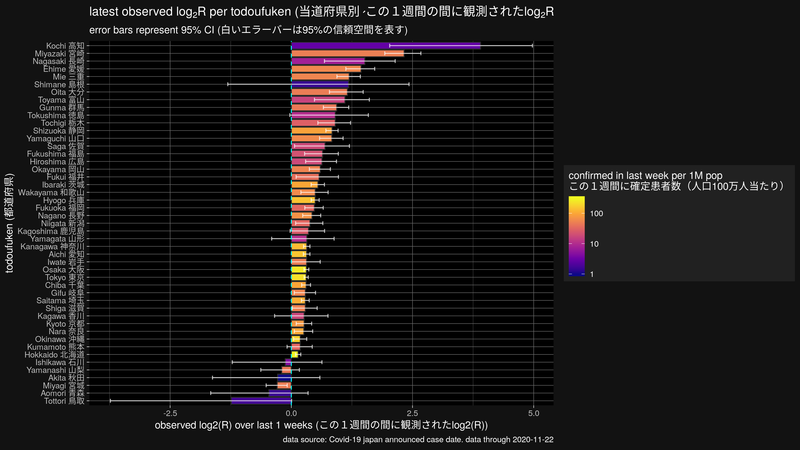 latest observed log2R per todoufuken (当道府県別 この１週間の間に観測されたlog2R
error bars represent 95% CI (白いエラーバーは95%の信頼空間を表す)
Kochi 高知
Miyazaki 宮崎
Nagasaki 長崎
Ehime 愛媛
Mie 三重
Shimane 島根
Oita 大分
Toyama 富山
Gunma 群馬
Tokushima 徳島
Tochigi 栃木
Shizuoka 静岡
Yamaguchi 山口
Saga 佐賀
Fukushima 福島
Hiroshima 広島
Okayama 岡山
Fukui 福井
Ibaraki 茨城
Wakayama 和歌山
Hyogo 兵庫
Fukuoka 福岡
Nagano 長野
Niigata 新潟
Kagoshima 鹿児島
Yamagata 山形
Kanagawa 神奈川
Aichi 愛知
Iwate 岩手
Osaka 大阪
Tokyo 東京
Chiba 千葉
Gifu 岐阜
Saitama 埼玉
Shiga 滋賀
Kagawa 香川
Kyoto 京都
Nara 奈良
Okinawa 沖縄
Kumamoto 熊本
Hokkaido 北海道
Ishikawa 石川
Yamanashi 山梨
Akita 秋田
Miyagi 宮城
Aomori 青森
Tottori 鳥取
todoufuken (都道府県)
-2.5 0.0 2.5 5.0
observed log2(R) over last 1 weeks (この１週間の間に観測されたlog2(R))
data source: Covid-19 japan announced case date. data through 2020-11-22
confirmed in last week per 1M pop
この１週間に確定患者数（人口100万人当たり）
100
10
1